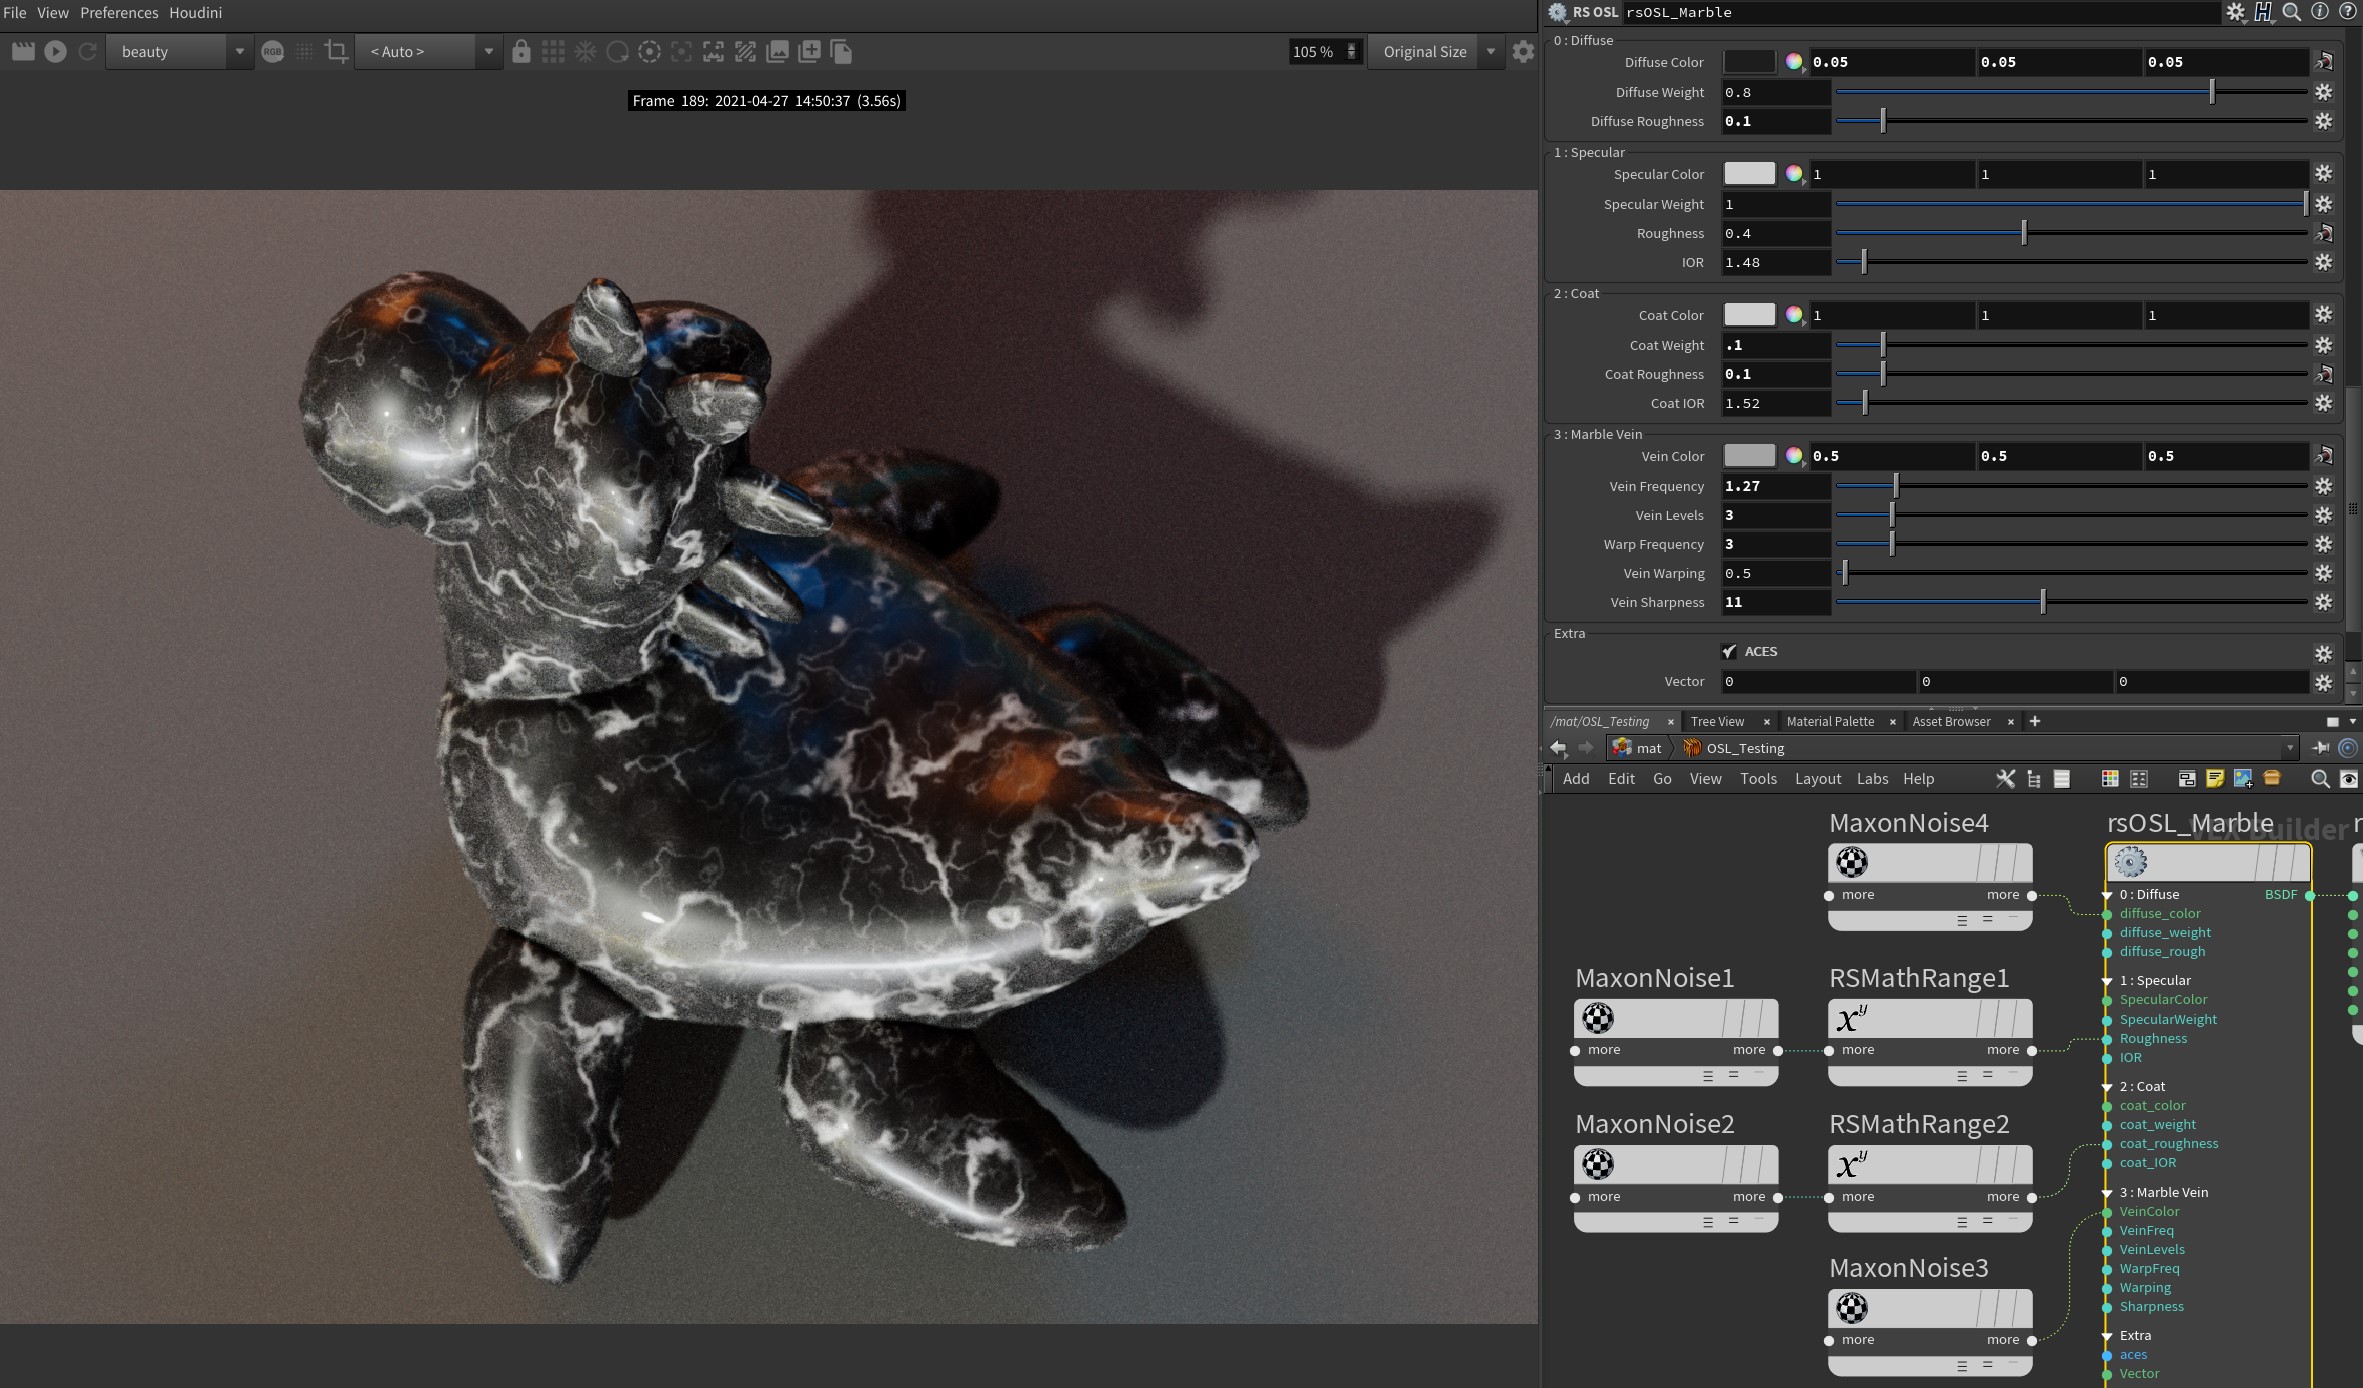 File View Preferences Houdini
beauty
RGB
< Auto >
105 %
Original Size
Frame 189: 2021-04-27 14:50:37 (3.56s)
RS OSL rsOSL_Marble
0 : Diffuse
Diffuse Color 0.05 0.05 0.05
Diffuse Weight 0.8
Diffuse Roughness 0.1
1 : Specular
Specular Color 1 1 1
Specular Weight 1
Roughness 0.4
IOR 1.48
2 : Coat
Coat Color 1 1 1
Coat Weight .1
Coat Roughness 0.1
Coat IOR 1.52
3 : Marble Vein
Vein Color 0.5 0.5 0.5
Vein Frequency 1.27
Vein Levels 3
Warp Frequency 3
Vein Warping 0.5
Vein Sharpness 11
Extra
ACES
Vector 0 0 0
/mat/OSL_Testing × Tree View × Material Palette × Asset Browser × +
mat OSL_Testing
Add Edit Go View Tools Layout Labs Help
VEX Builder
MaxonNoise4
more more
MaxonNoise1
more more
RSMathRange1
x^y
more more
MaxonNoise2
more more
RSMathRange2
x^y
more more
MaxonNoise3
more more
rsOSL_Marble
0 : Diffuse BSDF
diffuse_color
diffuse_weight
diffuse_rough
1 : Specular
SpecularColor
SpecularWeight
Roughness
IOR
2 : Coat
coat_color
coat_weight
coat_roughness
coat_IOR
3 : Marble Vein
VeinColor
VeinFreq
VeinLevels
WarpFreq
Warping
Sharpness
Extra
aces
Vector
r